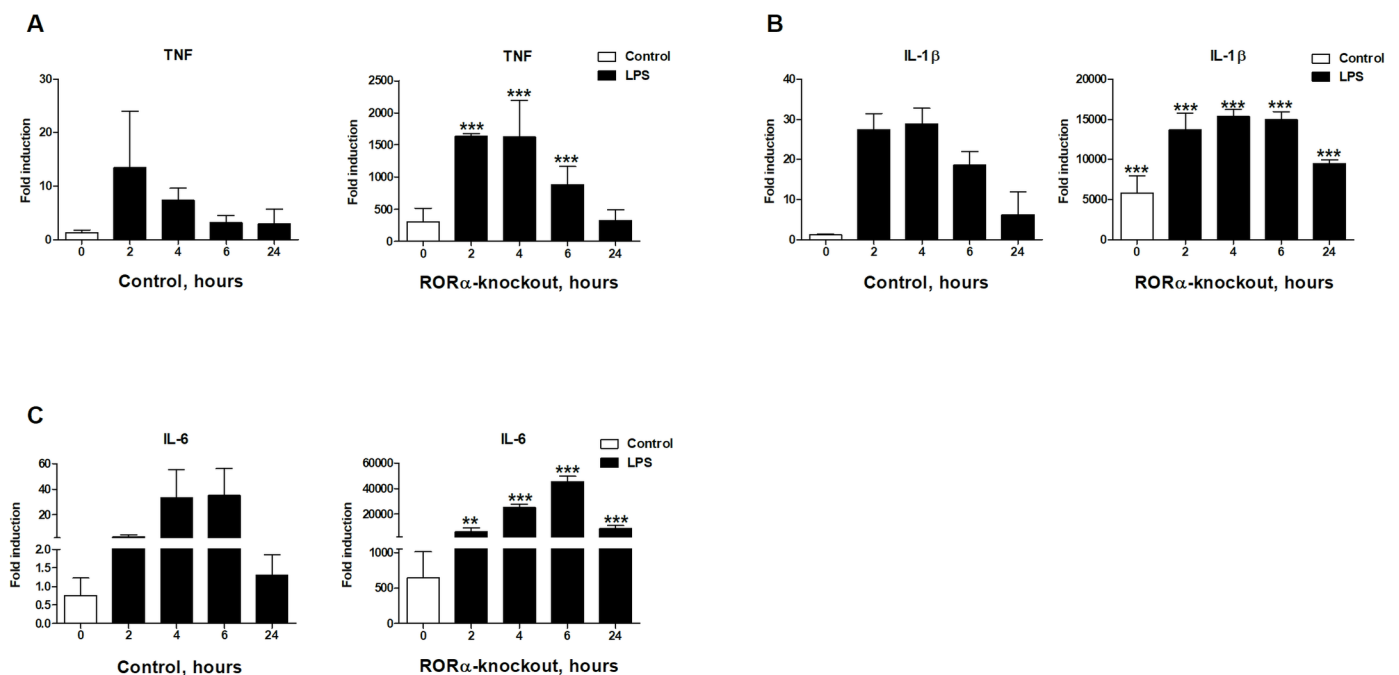 A
TNF
Fold induction
30
20
10
0
0 2 4 6 24
Control, hours
TNF
Control
LPS
Fold induction
2500
2000
1500
1000
500
0
*** *** ***
0 2 4 6 24
RORα-knockout, hours
B
IL-1β
Fold induction
40
30
20
10
0
0 2 4 6 24
Control, hours
IL-1β
Control
LPS
Fold induction
20000
15000
10000
5000
0
*** *** *** *** ***
0 2 4 6 24
RORα-knockout, hours
C
IL-6
Fold induction
60
40
20
2.0
1.5
1.0
0.5
0.0
0 2 4 6 24
Control, hours
IL-6
Control
LPS
Fold induction
60000
40000
20000
1000
500
0
** *** *** ***
0 2 4 6 24
RORα-knockout, hours